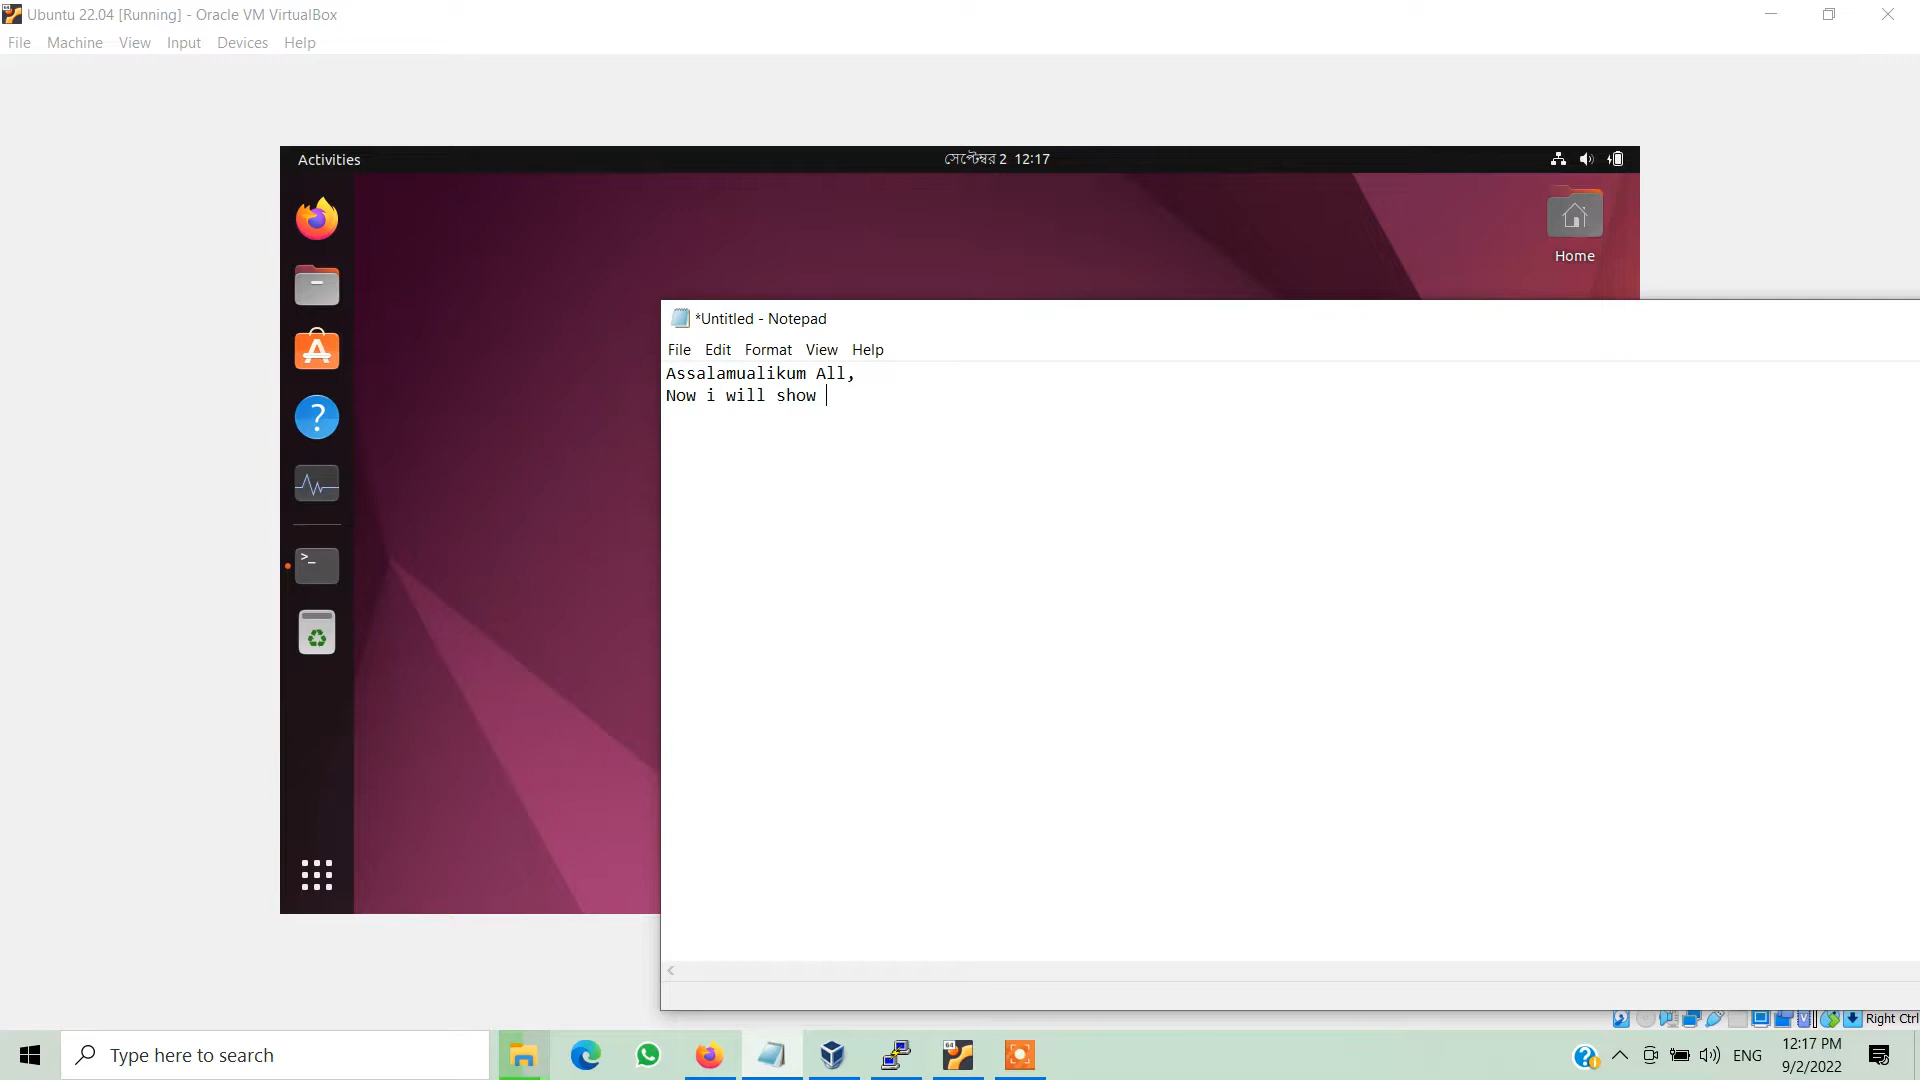 Ubuntu 22.04 [Running] - Oracle VM VirtualBox
File Machine View Input Devices Help
Activities
সেপ্টেম্বর 2 12:17
Home
*Untitled - Notepad
File Edit Format View Help
Assalamualikum All,
Now i will show
Right Ctrl
Type here to search
ENG
12:17 PM
9/2/2022